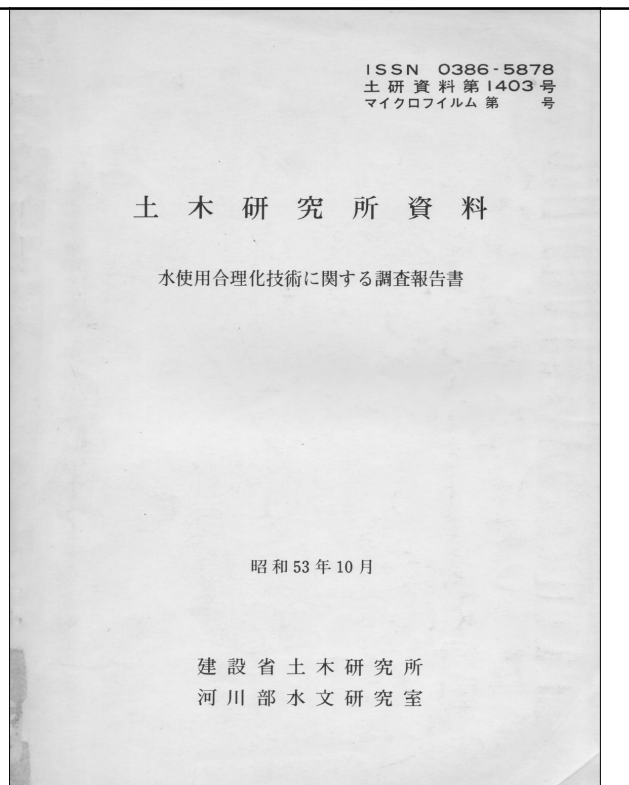 ISSN 0386-5878
土研資料第1403号
マイクロフイルム第 号
土木研究所資料
水使用合理化技術に関する調査報告書
昭和53年10月
建設省土木研究所
河川部水文研究室